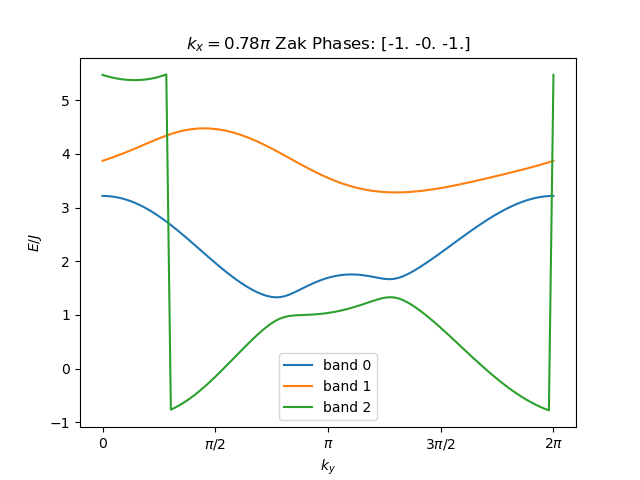 $k_x = 0.78\pi$ Zak Phases: [-1. -0. -1.]
E/J
5
4
3
2
1
0
−1
band 0
band 1
band 2
0
π/2
π
3π/2
2π
$k_y$